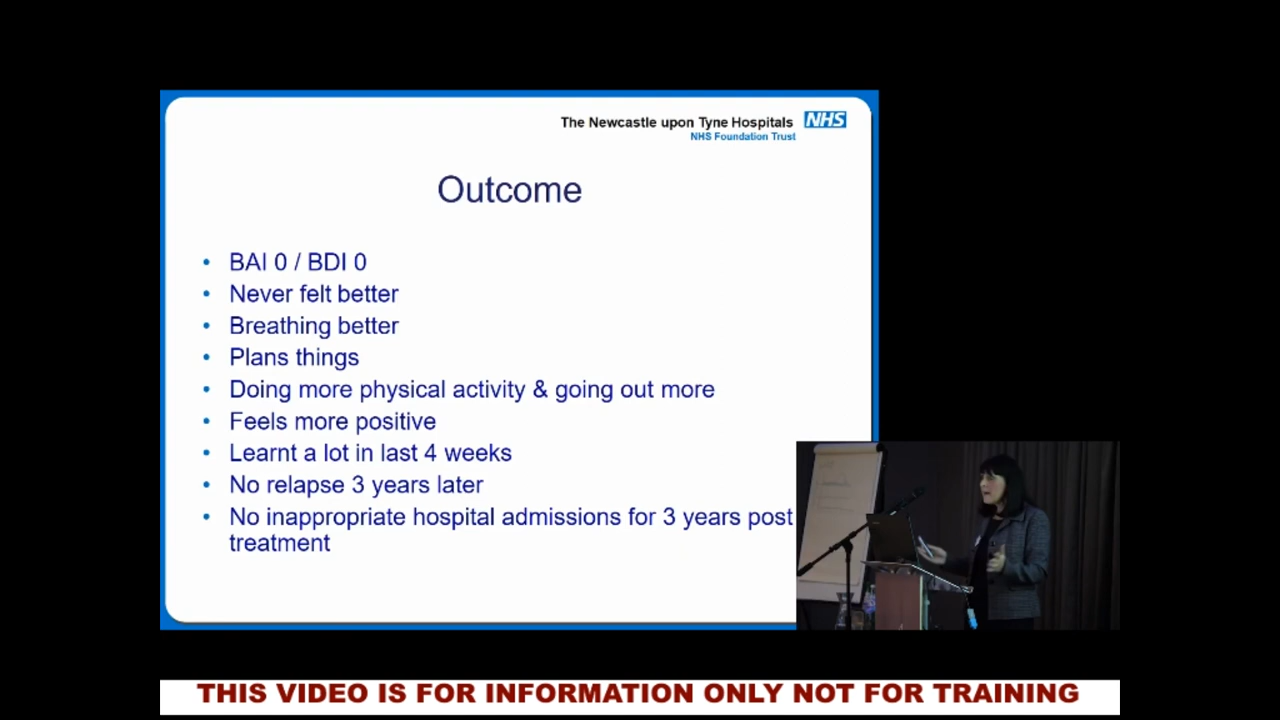 The Newcastle upon Tyne Hospitals NHS
NHS Foundation Trust
Outcome
• BAI 0 / BDI 0
• Never felt better
• Breathing better
• Plans things
• Doing more physical activity & going out more
• Feels more positive
• Learnt a lot in last 4 weeks
• No relapse 3 years later
• No inappropriate hospital admissions for 3 years post
treatment
THIS VIDEO IS FOR INFORMATION ONLY NOT FOR TRAINING